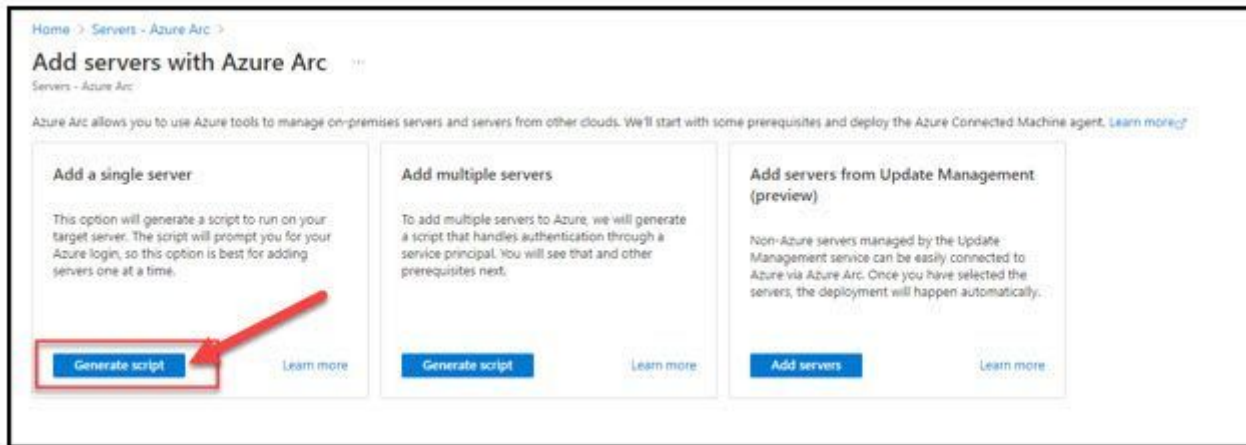 Home > Servers - Azure Arc >
Add servers with Azure Arc ...
Servers - Azure Arc
Azure Arc allows you to use Azure tools to manage on-premises servers and servers from other clouds. We'll start with some prerequisites and deploy the Azure Connected Machine agent. Learn more
Add a single server
This option will generate a script to run on your
target server. The script will prompt you for your
Azure login, so this option is best for adding
servers one at a time.
Generate script
Learn more
Add multiple servers
To add multiple servers to Azure, we will generate
a script that handles authentication through a
service principal. You will see that and other
prerequisites next.
Generate script
Learn more
Add servers from Update Management
(preview)
Non-Azure servers managed by the Update
Management service can be easily connected to
Azure via Azure Arc. Once you have selected the
servers, the deployment will happen automatically.
Add servers
Learn more